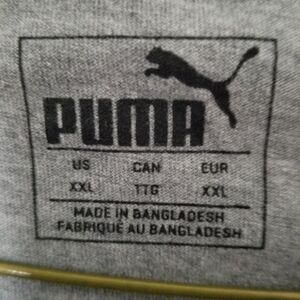 PUMA
US CAN EUR
XXL TTG XXL
MADE IN BANGLADESH
FABRIQUÉ AU BANGLADESH